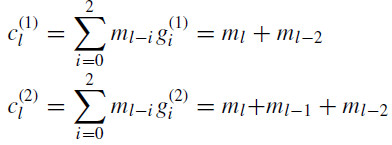 c_l^{(1)} = \sum_{i=0}^{2} m_{l-i} g_i^{(1)} = m_l + m_{l-2}
c_l^{(2)} = \sum_{i=0}^{2} m_{l-i} g_i^{(2)} = m_l + m_{l-1} + m_{l-2}